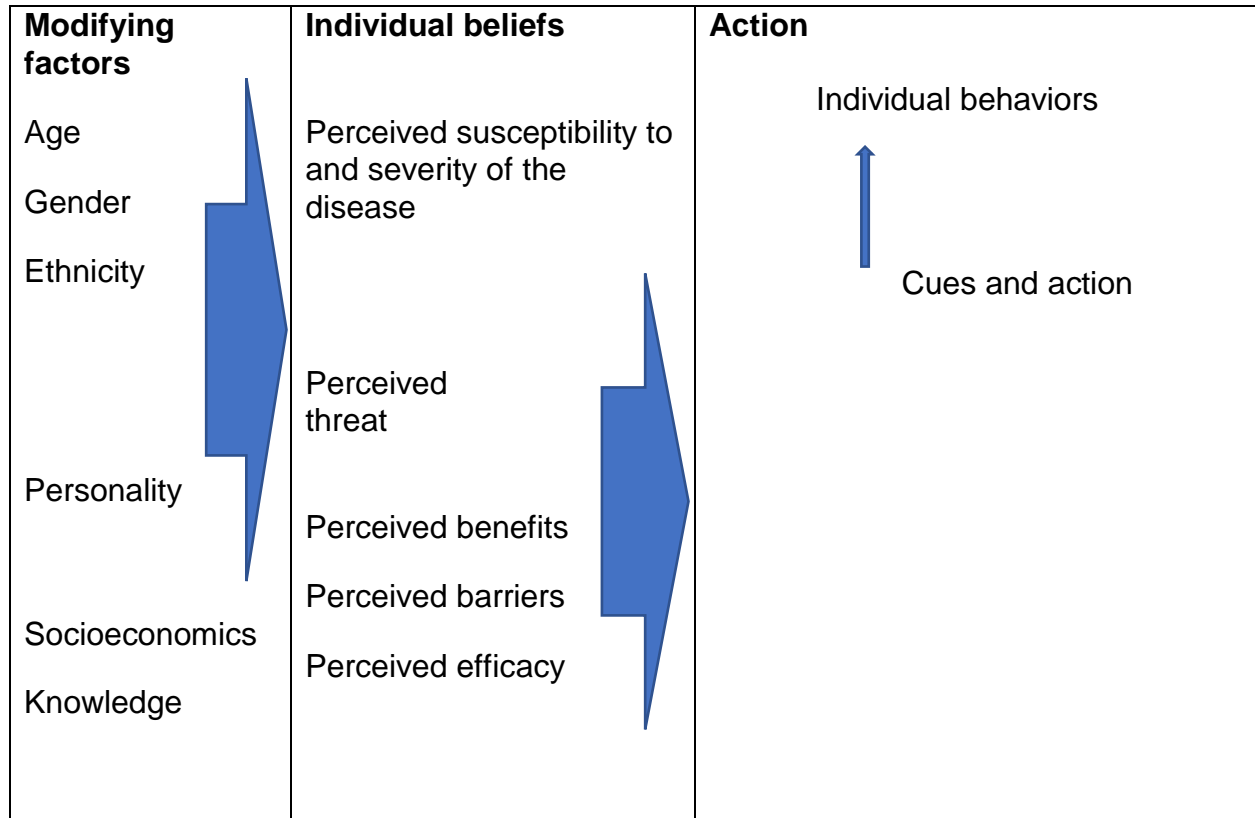 Modifying
factors
Age
Gender
Ethnicity
Personality
Socioeconomics
Knowledge
Individual beliefs
Perceived susceptibility to
and severity of the
disease
Perceived
threat
Perceived benefits
Perceived barriers
Perceived efficacy
Action
Individual behaviors
Cues and action